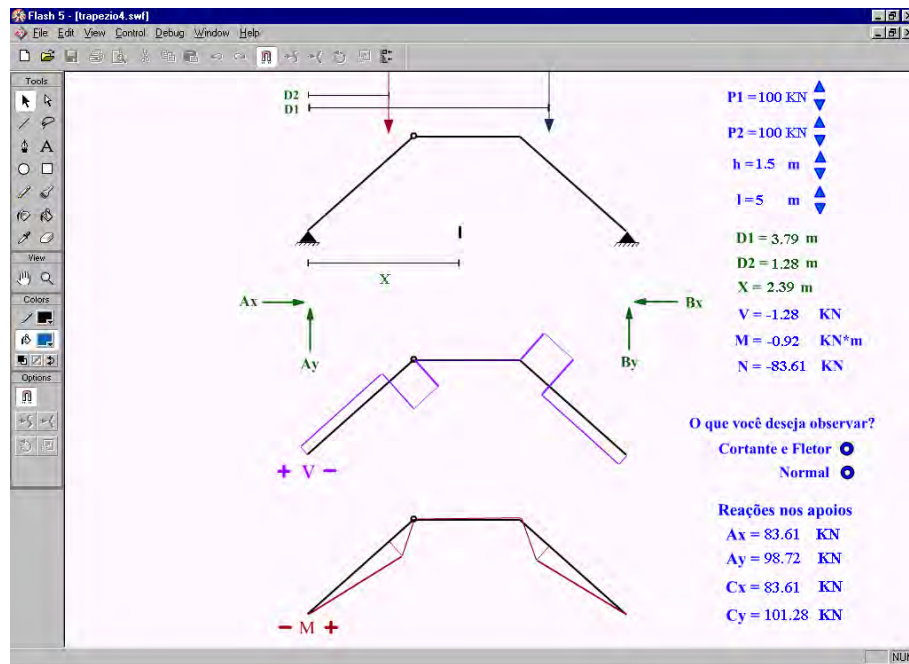 Flash 5 - [trapezio4.swf]
File Edit View Control Debug Window Help
Tools
View
Colors
Options
D2
D1
X
Ax
Ay
Bx
By
+ V -
- M +
P1 =100 KN
P2 =100 KN
h =1.5 m
l =5 m
D1 = 3.79 m
D2 = 1.28 m
X = 2.39 m
V = -1.28 KN
M = -0.92 KN*m
N = -83.61 KN
O que você deseja observar?
Cortante e Fletor
Normal
Reações nos apoios
Ax = 83.61 KN
Ay = 98.72 KN
Cx = 83.61 KN
Cy = 101.28 KN
NUM